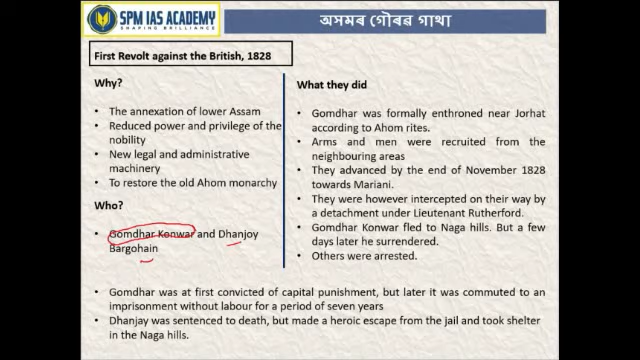 SPM IAS ACADEMY
SHAPING BRILLIANCE
অসমৰ গৌৰৱ গাথা
First Revolt against the British, 1828
Why?
• The annexation of lower Assam
• Reduced power and privilege of the
nobility
• New legal and administrative
machinery
• To restore the old Ahom monarchy
Who?
• Gomdhar Konwar and Dhanjoy
Bargohain
What they did
• Gomdhar was formally enthroned near Jorhat
according to Ahom rites.
• Arms and men were recruited from the
neighbouring areas
• They advanced by the end of November 1828
towards Mariani.
• They were however intercepted on their way by
a detachment under Lieutenant Rutherford.
• Gomdhar Konwar fled to Naga hills. But a few
days later he surrendered.
• Others were arrested.
• Gomdhar was at first convicted of capital punishment, but later it was commuted to an
imprisonment without labour for a period of seven years
• Dhanjoy was sentenced to death, but made a heroic escape from the jail and took shelter
in the Naga hills.